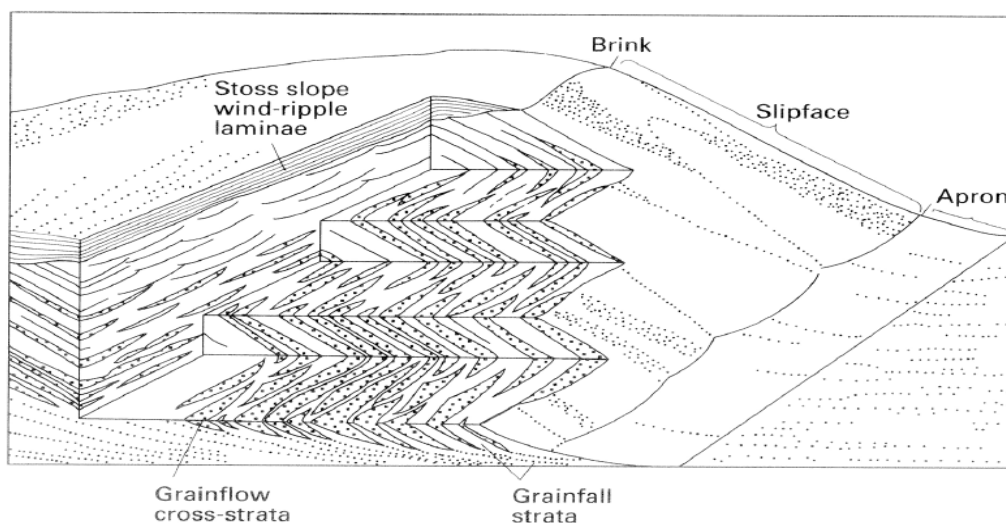 Brink
Stoss slope
wind-ripple
laminae
Slipface
Apron
Grainflow
cross-strata
Grainfall
strata